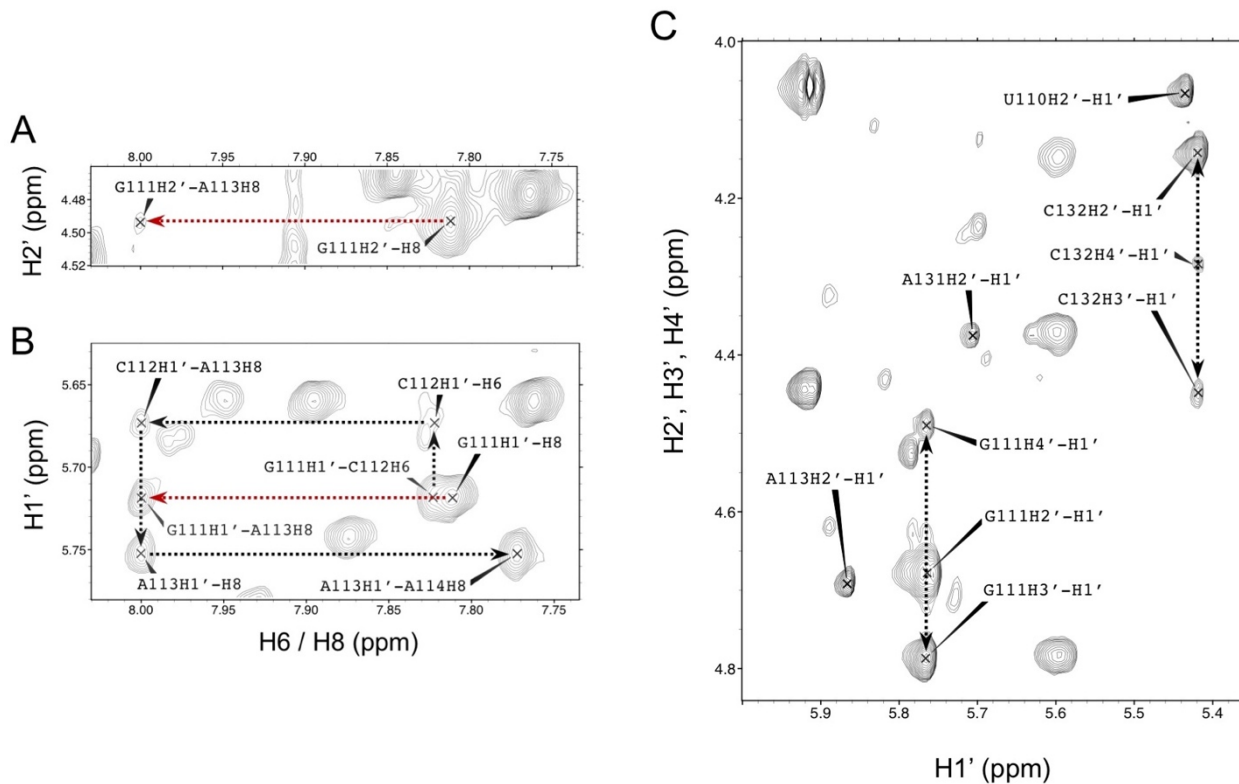 A
8.00 7.95 7.90 7.85 7.80 7.75
H2' (ppm)
4.48
4.50
4.52
G111H2′-A113H8
G111H2′-H8
B
H1' (ppm)
5.65
5.70
5.75
C112H1′-A113H8
C112H1′-H6
G111H1′-H8
G111H1′-C112H6
G111H1′-A113H8
A113H1′-H8
A113H1′-A114H8
8.00 7.95 7.90 7.85 7.80 7.75
H6 / H8 (ppm)
C
H2', H3', H4' (ppm)
4.0
4.2
4.4
4.6
4.8
U110H2′-H1′
C132H2′-H1′
C132H4′-H1′
A131H2′-H1′
C132H3′-H1′
G111H4′-H1′
A113H2′-H1′
G111H2′-H1′
G111H3′-H1′
5.9 5.8 5.7 5.6 5.5 5.4
H1' (ppm)